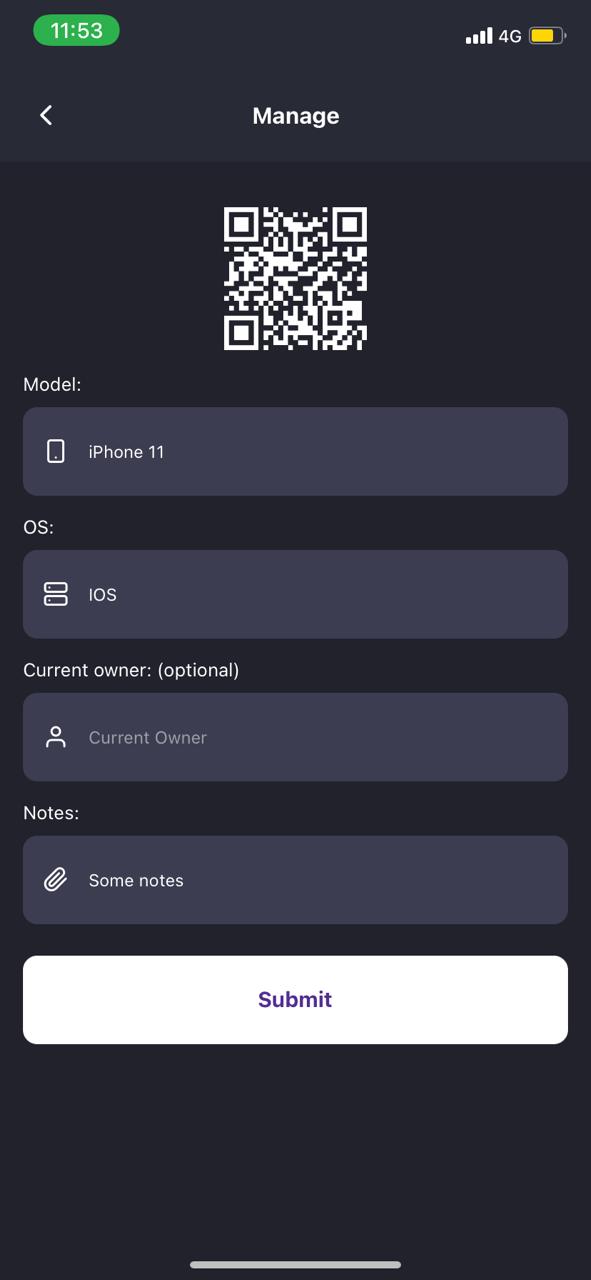 11:53
4G
Manage
Model:
iPhone 11
OS:
IOS
Current owner: (optional)
Current Owner
Notes:
Some notes
Submit